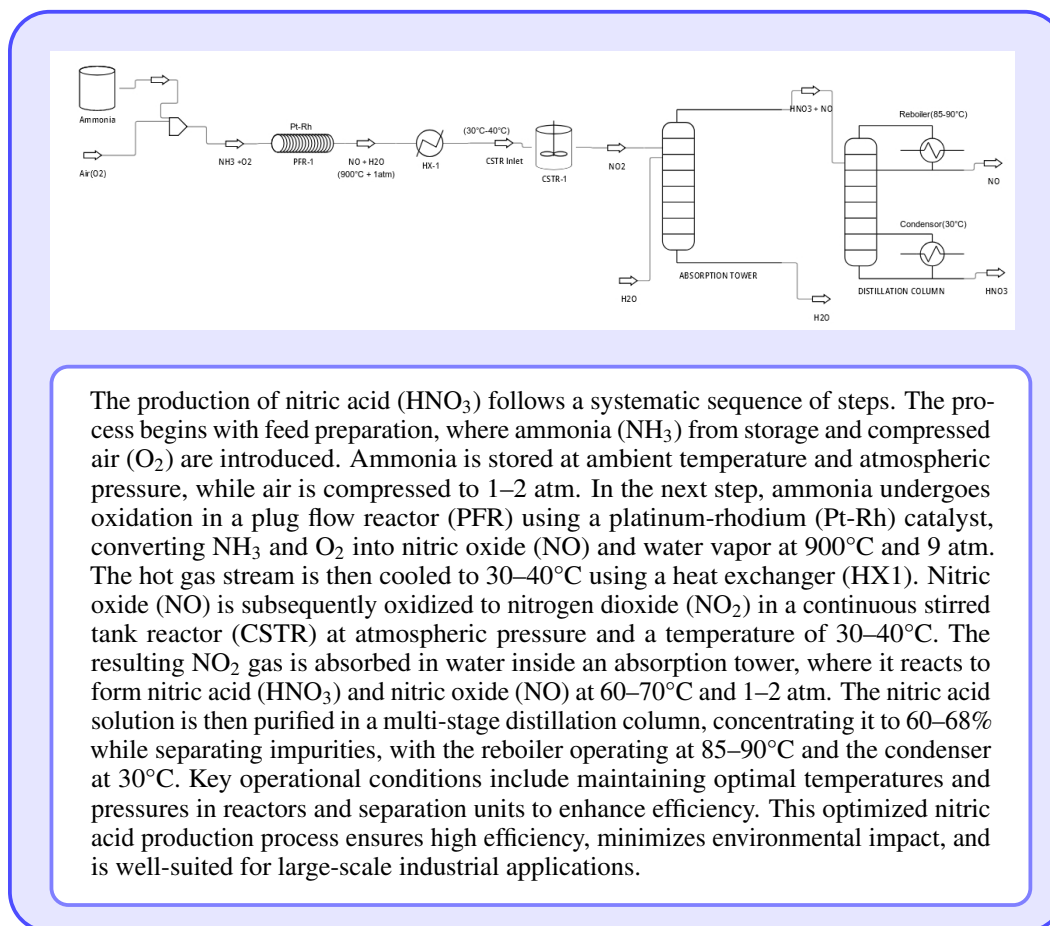 Ammonia
Air(O2)
NH3 +O2
Pt-Rh
PFR-1
NO + H2O
(900°C + 1atm)
HX-1
(30°C-40°C)
CSTR Inlet
CSTR-1
NO2
H2O
ABSORPTION TOWER
H2O
HNO3 + NO
Reboiler(85-90°C)
NO
Condensor(30°C)
DISTILLATION COLUMN
HNO3
The production of nitric acid (HNO₃) follows a systematic sequence of steps. The pro-
cess begins with feed preparation, where ammonia (NH₃) from storage and compressed
air (O₂) are introduced. Ammonia is stored at ambient temperature and atmospheric
pressure, while air is compressed to 1–2 atm. In the next step, ammonia undergoes
oxidation in a plug flow reactor (PFR) using a platinum-rhodium (Pt-Rh) catalyst,
converting NH₃ and O₂ into nitric oxide (NO) and water vapor at 900°C and 9 atm.
The hot gas stream is then cooled to 30–40°C using a heat exchanger (HX1). Nitric
oxide (NO) is subsequently oxidized to nitrogen dioxide (NO₂) in a continuous stirred
tank reactor (CSTR) at atmospheric pressure and a temperature of 30–40°C. The
resulting NO₂ gas is absorbed in water inside an absorption tower, where it reacts to
form nitric acid (HNO₃) and nitric oxide (NO) at 60–70°C and 1–2 atm. The nitric acid
solution is then purified in a multi-stage distillation column, concentrating it to 60–68%
while separating impurities, with the reboiler operating at 85–90°C and the condenser
at 30°C. Key operational conditions include maintaining optimal temperatures and
pressures in reactors and separation units to enhance efficiency. This optimized nitric
acid production process ensures high efficiency, minimizes environmental impact, and
is well-suited for large-scale industrial applications.